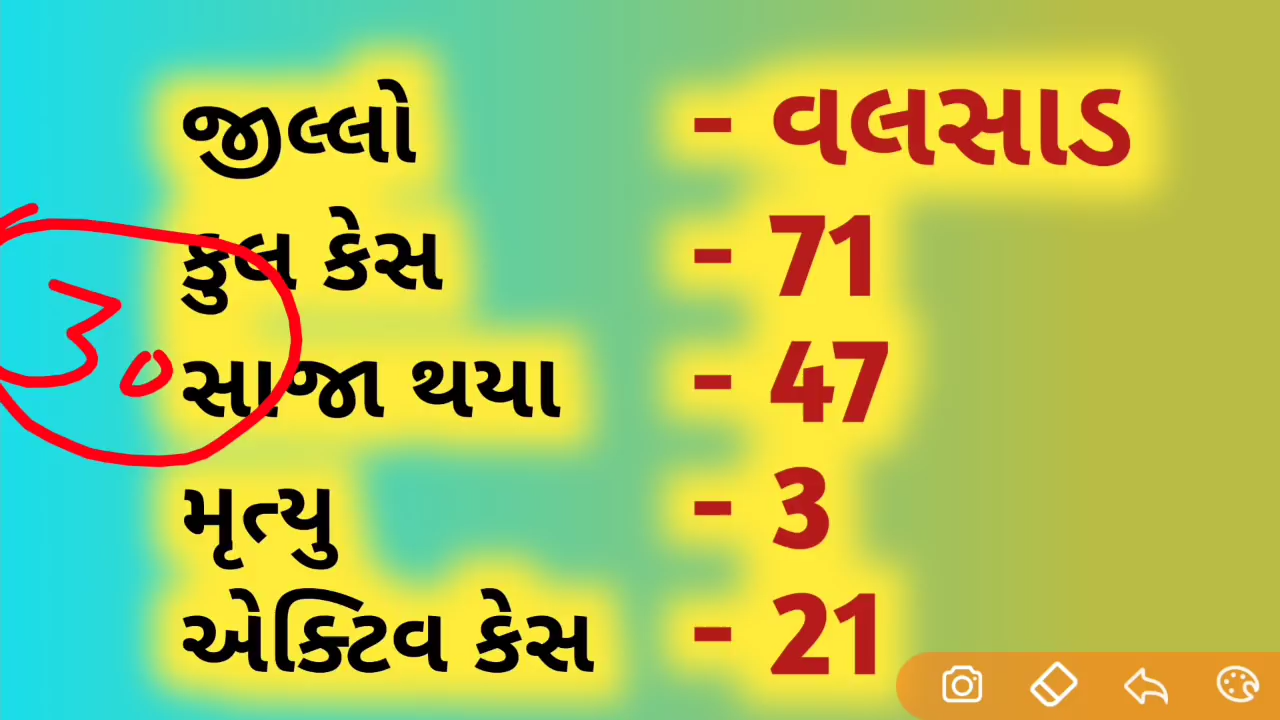 જીલ્લો - વલસાડ
કુલ કેસ - 71
30
સાજા થયા - 47
મૃત્યુ - 3
એક્ટિવ કેસ - 21